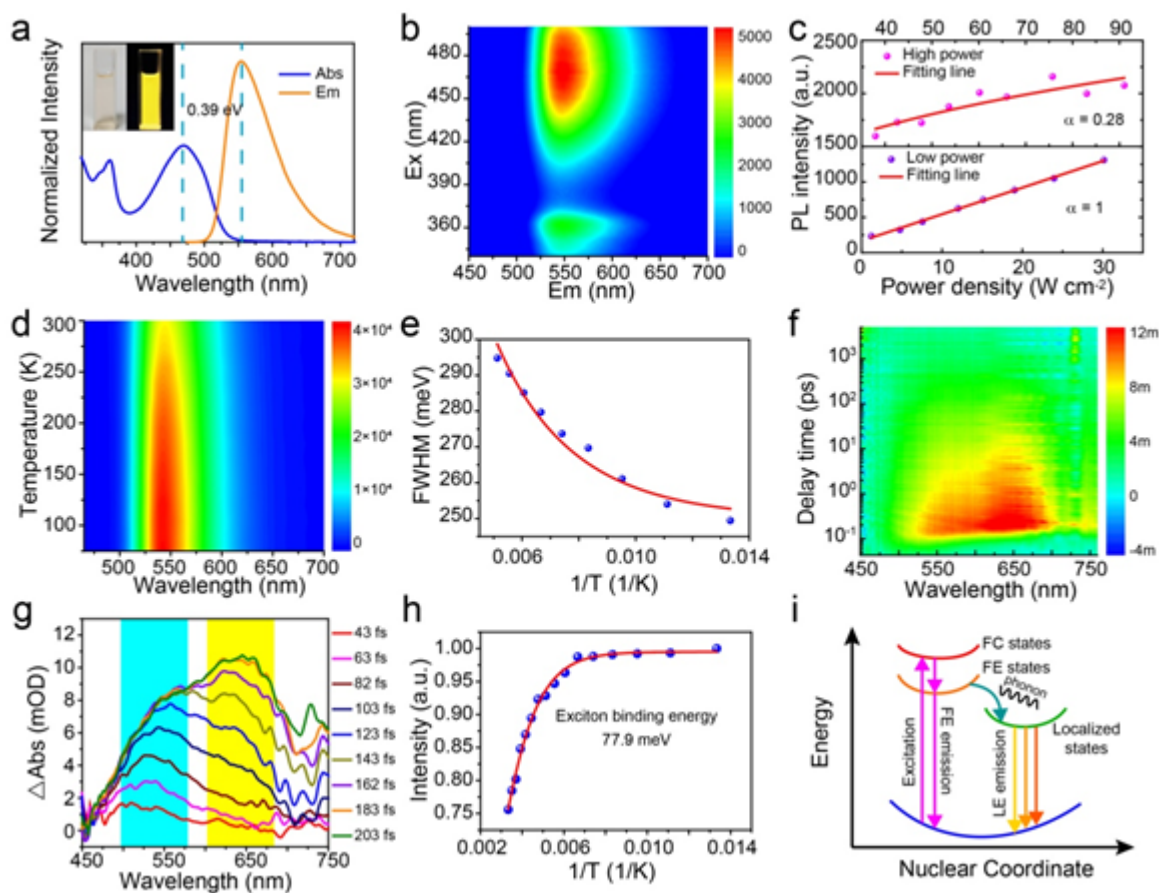 a
Normalized Intensity
0.39 eV
Abs
Em
400
500
600
700
Wavelength (nm)
b
Ex (nm)
480
450
420
390
360
450
500
550
600
650
700
Em (nm)
5000
4000
3000
2000
1000
0
c
40
50
60
70
80
90
PL intensity (a.u.)
2500
2000
1500
1000
500
0
High power
Fitting line
α = 0.28
Low power
Fitting line
α = 1
0
10
20
30
Power density (W cm-2)
d
Temperature (K)
300
250
200
150
100
500
550
600
650
700
Wavelength (nm)
4×10⁴
3×10⁴
2×10⁴
1×10⁴
0
e
FWHM (meV)
300
290
280
270
260
250
0.006
0.010
0.014
1/T (1/K)
f
Delay time (ps)
10³
10²
10¹
10⁰
10-1
450
550
650
750
Wavelength (nm)
12m
8m
4m
0
-4m
g
△Abs (mOD)
12
10
8
6
4
2
0
450
550
650
750
Wavelength (nm)
43 fs
63 fs
82 fs
103 fs
123 fs
143 fs
162 fs
183 fs
203 fs
h
Intensity (a.u.)
1.00
0.95
0.90
0.85
0.80
0.75
Exciton binding energy
77.9 meV
0.002
0.006
0.010
0.014
1/T (1/K)
i
Energy
FC states
FE states
phonon
Localized
states
Excitation
FE emission
LE emission
Nuclear Coordinate